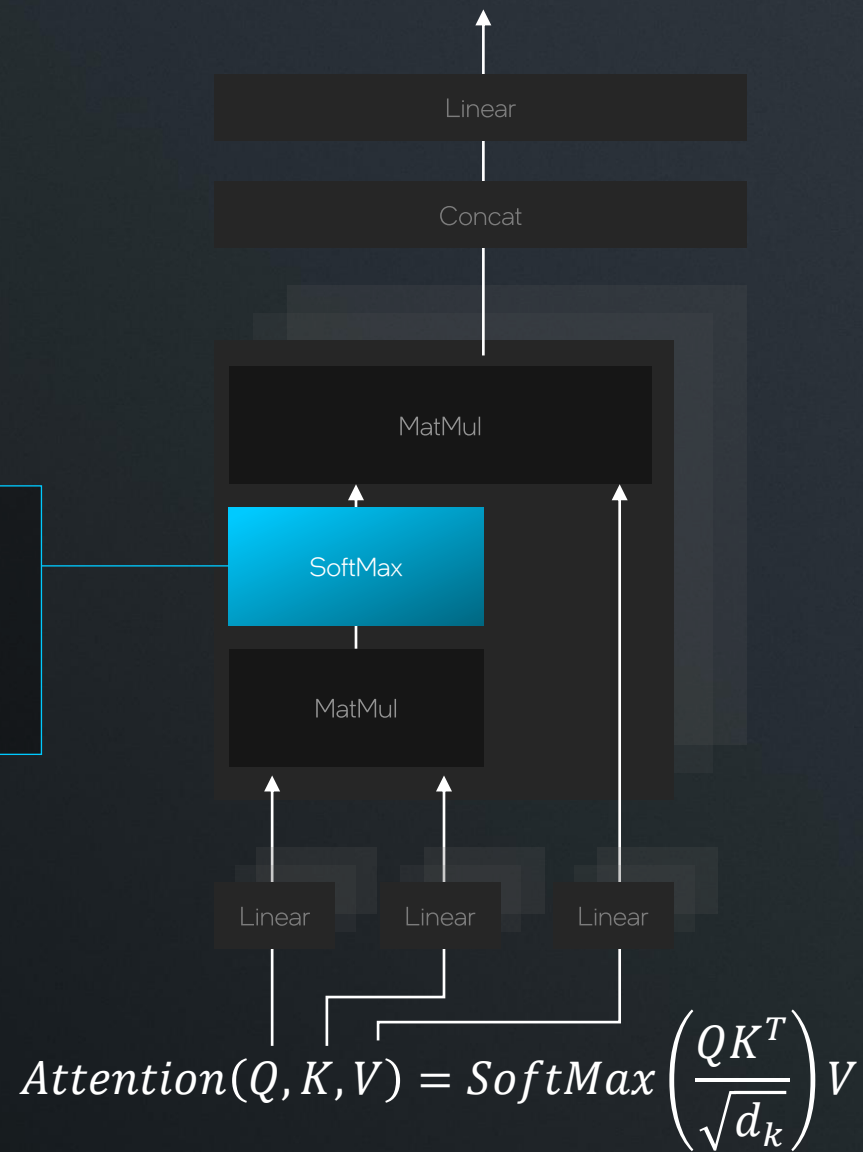 Linear
Concat
MatMul
SoftMax
MatMul
Linear Linear Linear
Attention(Q, K, V) = SoftMax(QK^T / √d_k)V